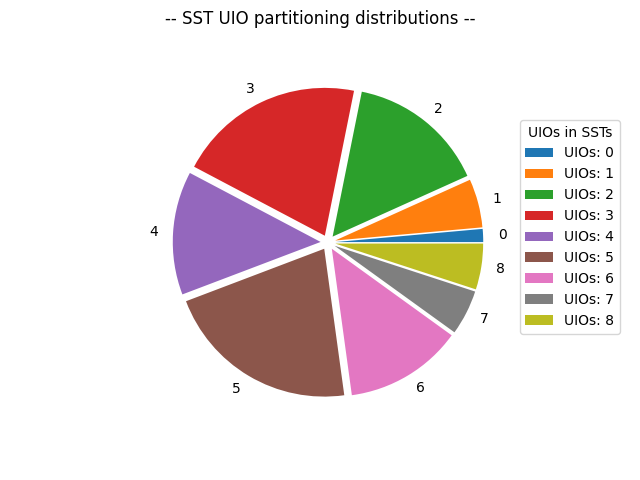 -- SST UIO partitioning distributions --
3
2
1
0
4
8
7
5
6
UIOs in SSTs
UIOs: 0
UIOs: 1
UIOs: 2
UIOs: 3
UIOs: 4
UIOs: 5
UIOs: 6
UIOs: 7
UIOs: 8